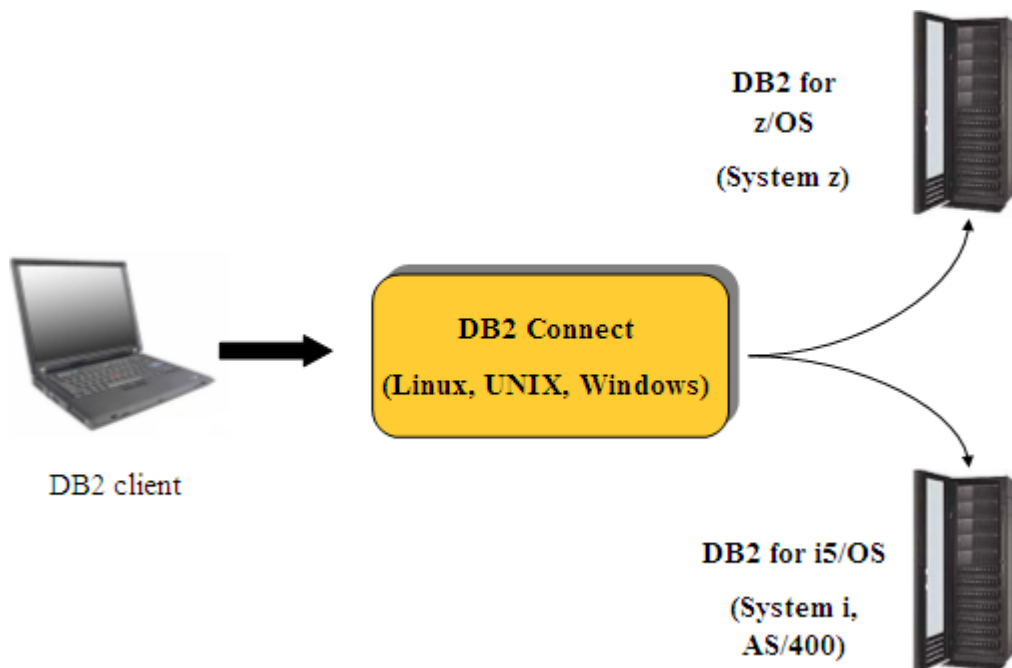 DB2 for
z/OS
(System z)
DB2 Connect
(Linux, UNIX, Windows)
DB2 client
DB2 for i5/OS
(System i,
AS/400)